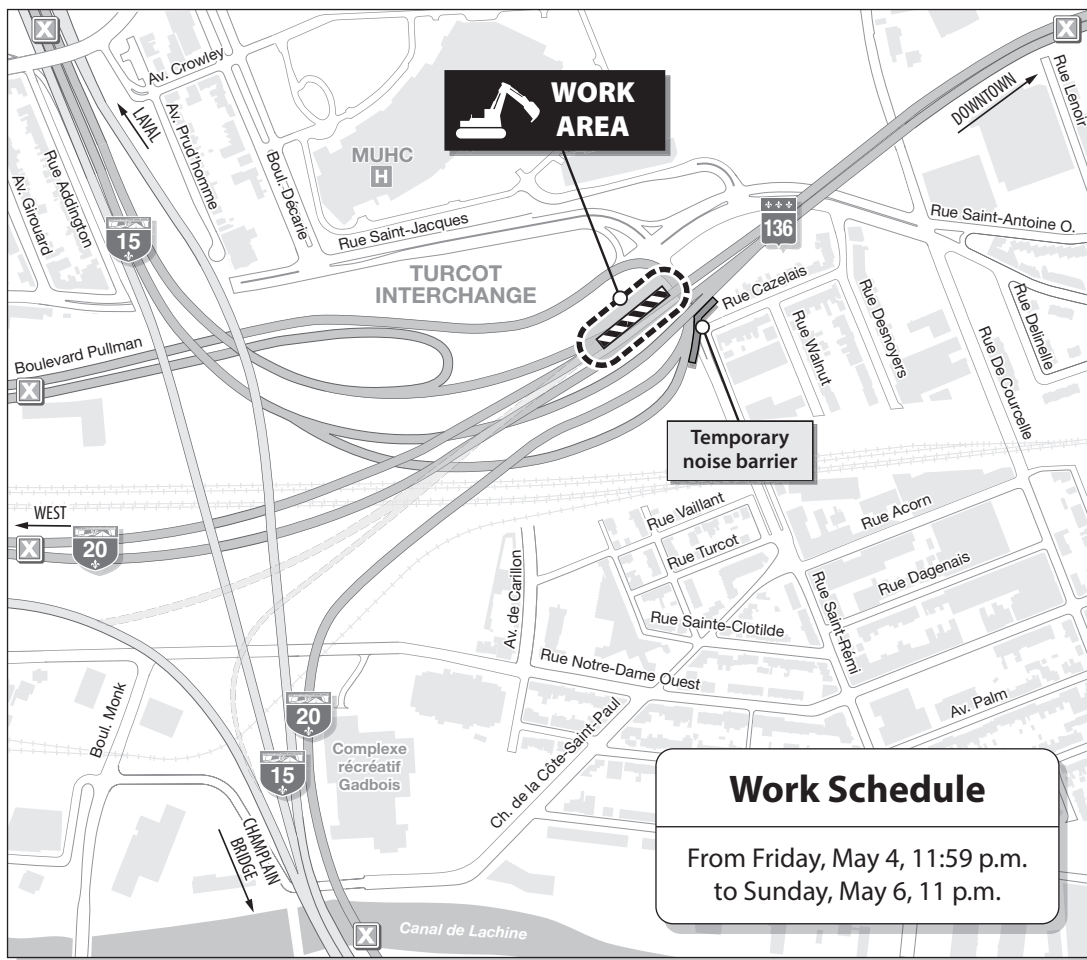 X
X
Av. Crowley
LAVAL
Av. Prud'homme
Rue Addington
Av. Girouard
Boul. Décarie
MUHC
H
WORK
AREA
DOWNTOWN
Rue Lenoir
15
136
Rue Saint-Jacques
Rue Saint-Antoine O.
TURCOT
INTERCHANGE
Rue Cazelais
Rue Desnoyers
Rue Walnut
Rue Delinelle
Rue De Courcelle
Boulevard Pullman
X
Temporary
noise barrier
WEST
X
20
Rue Vaillant
Rue Turcot
Rue Acorn
Rue Dagenais
Av. de Carillon
Rue Sainte-Clotilde
Rue Saint-Rémi
Rue Notre-Dame Ouest
Av. Palm
Boul. Monk
20
15
Complexe
récréatif
Gadbois
Ch. de la Côte-Saint-Paul
CHAMPLAIN
BRIDGE
X
Canal de Lachine
Work Schedule
From Friday, May 4, 11:59 p.m.
to Sunday, May 6, 11 p.m.